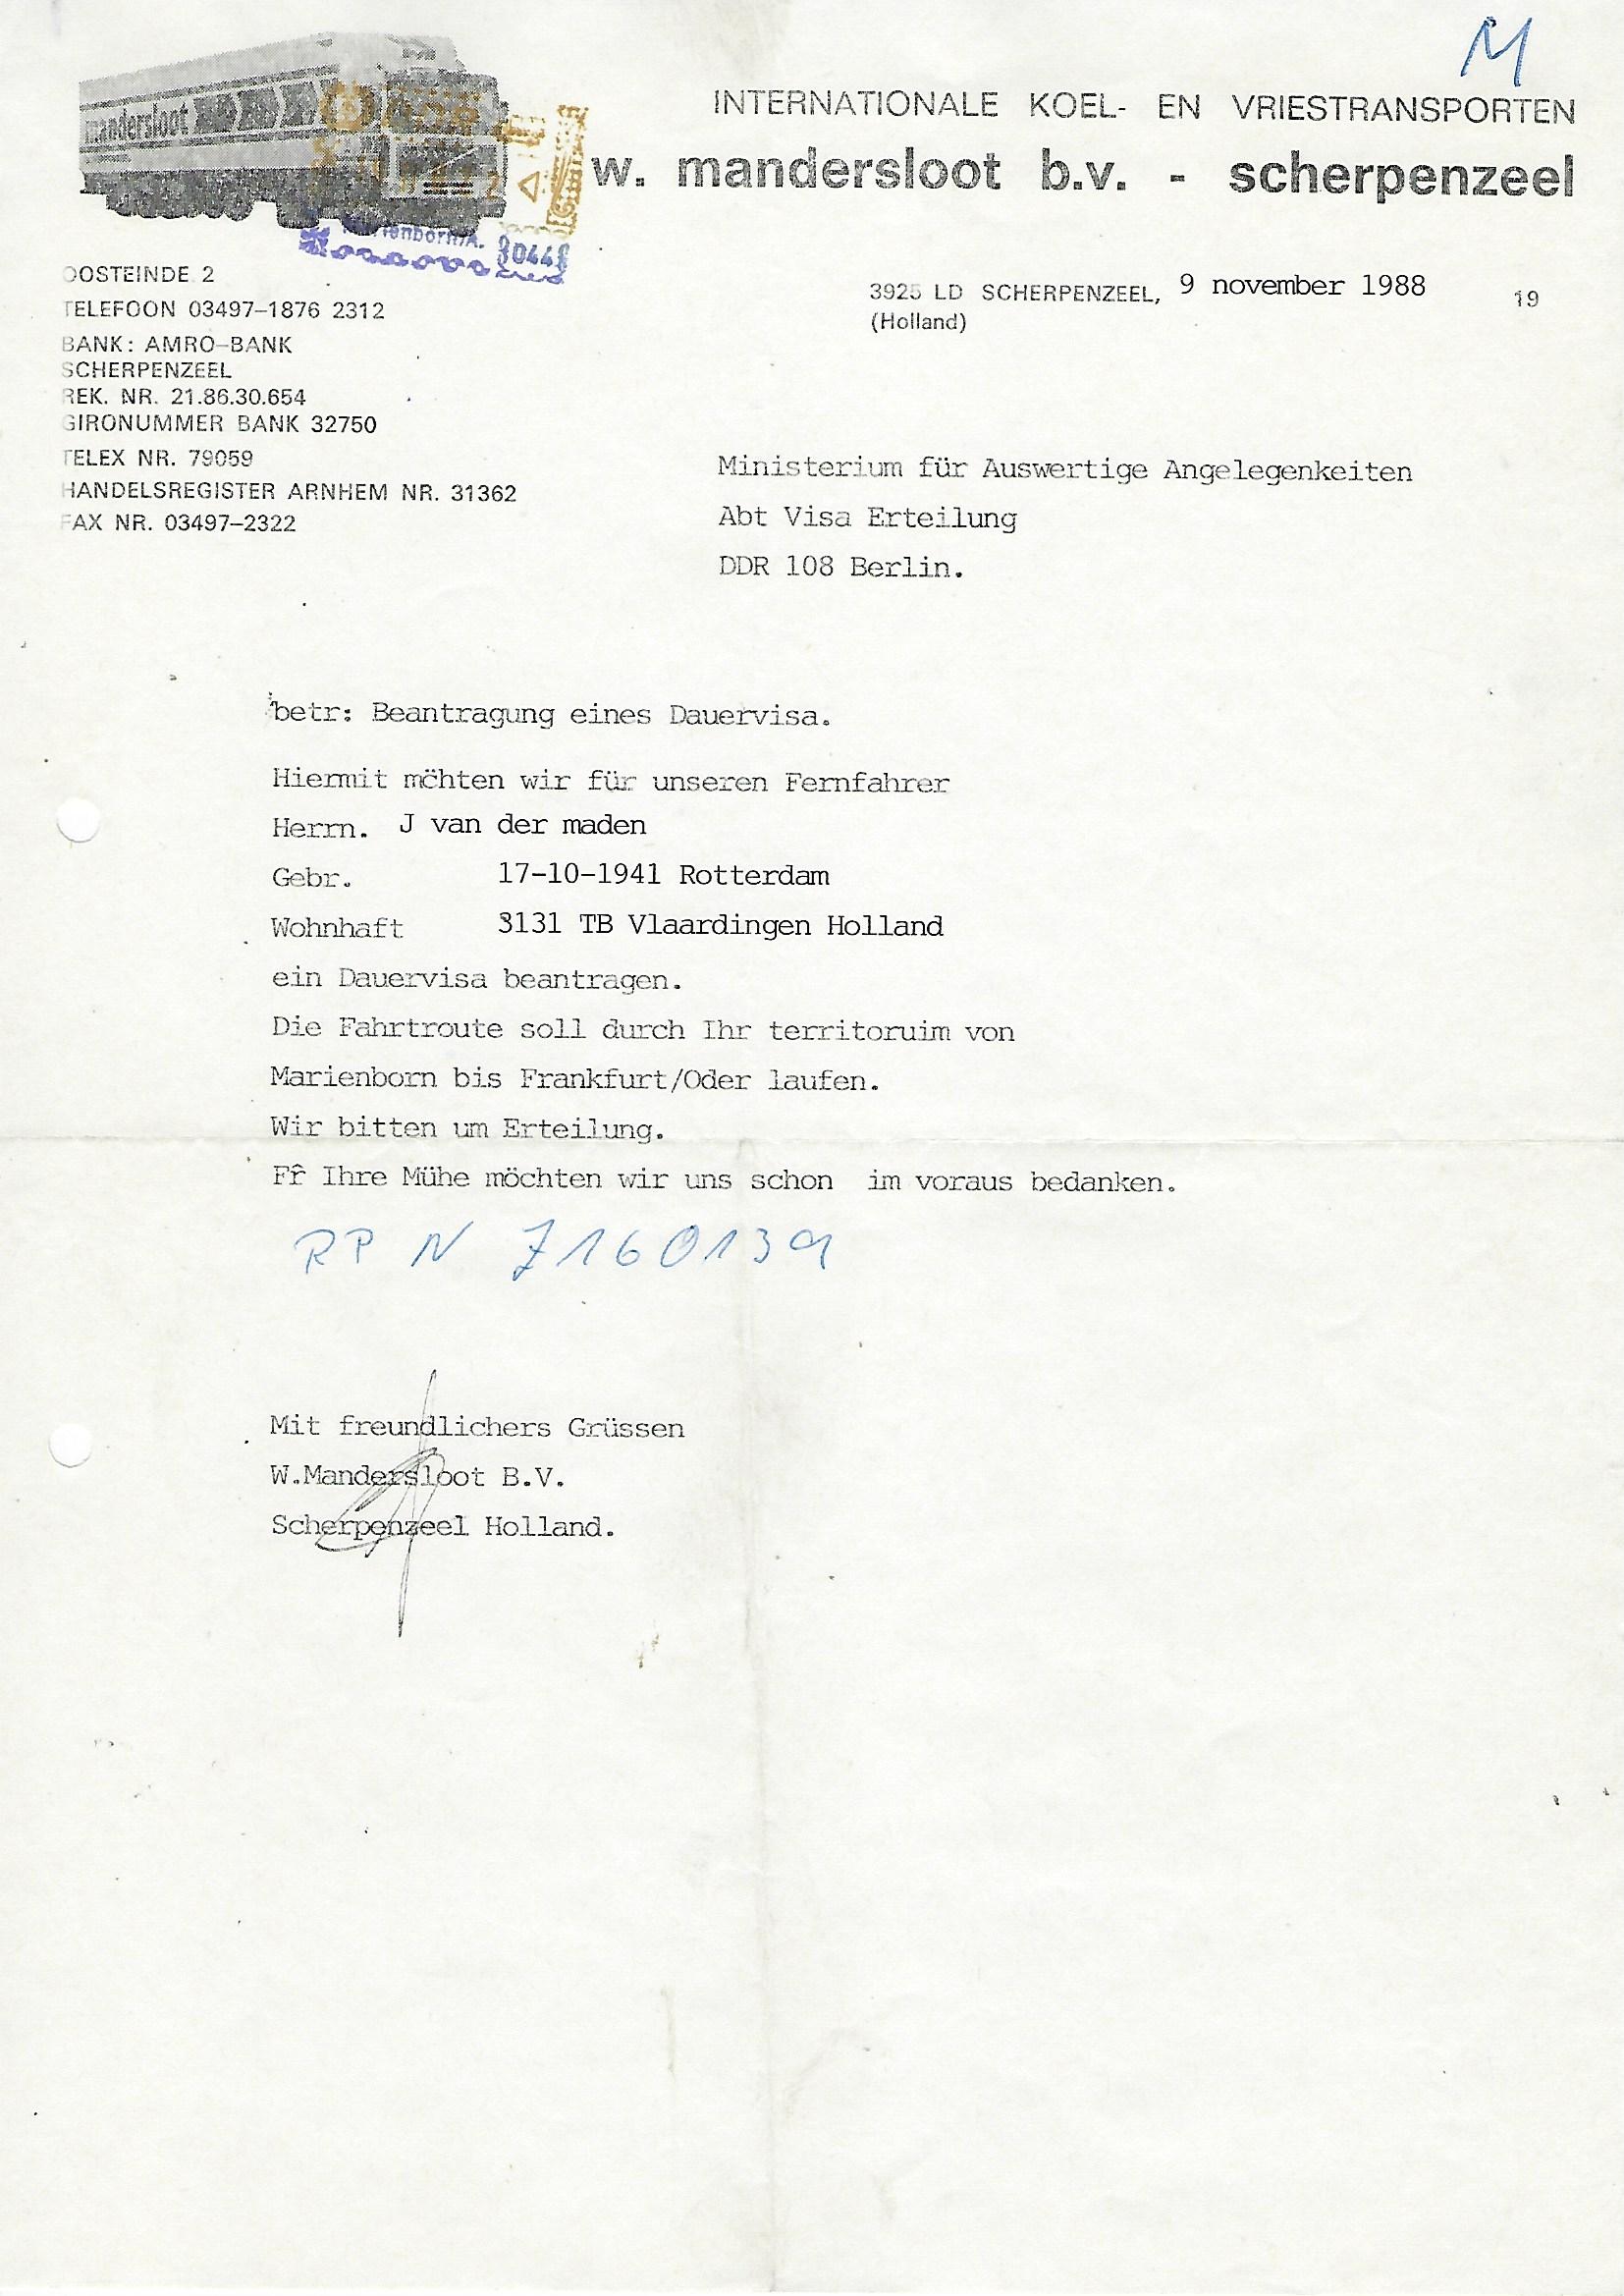 M
mandersloot
INTERNATIONALE KOEL- EN VRIESTRANSPORTEN
w. mandersloot b.v. - scherpenzeel
OOSTEINDE 2
TELEFOON 03497-1876 2312
BANK: AMRO-BANK
SCHERPENZEEL
REK. NR. 21.86.30.654
GIRONUMMER BANK 32750
TELEX NR. 79059
HANDELSREGISTER ARNHEM NR. 31362
FAX NR. 03497-2322
3925 LD SCHERPENZEEL, 9 november 1988 19
(Holland)
Ministerium für Auswertige Angelegenkeiten
Abt Visa Erteilung
DDR 108 Berlin.
betr: Beantragung eines Dauervisa.
Hiermit möhten wir für unseren Fernfahrer
Herrn. J van der maden
Gebr. 17-10-1941 Rotterdam
Wohnhaft 3131 TB Vlaardingen Holland
ein Dauervisa beantragen.
Die Fahrtroute soll durch Ihr territoruim von
Marienborn bis Frankfurt/Oder laufen.
Wir bitten um Erteilung.
Fr̂ Ihre Mühe möchten wir uns schon im voraus bedanken.
RP N 7160139
Mit freundlichers Grüssen
W.Mandersloot B.V.
Scherpenzeel Holland.